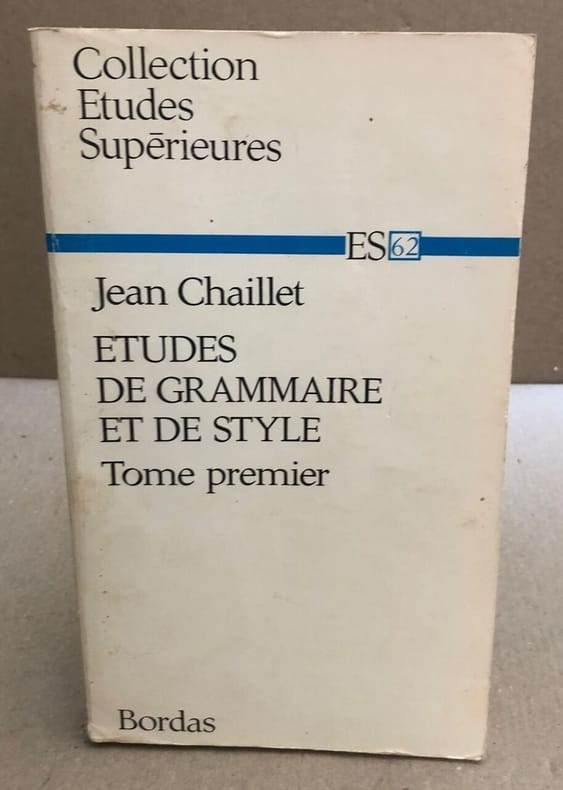 Collection
Etudes
Supērieures
ES 62
Jean Chaillet
ETUDES
DE GRAMMAIRE
ET DE STYLE
Tome premier
Bordas